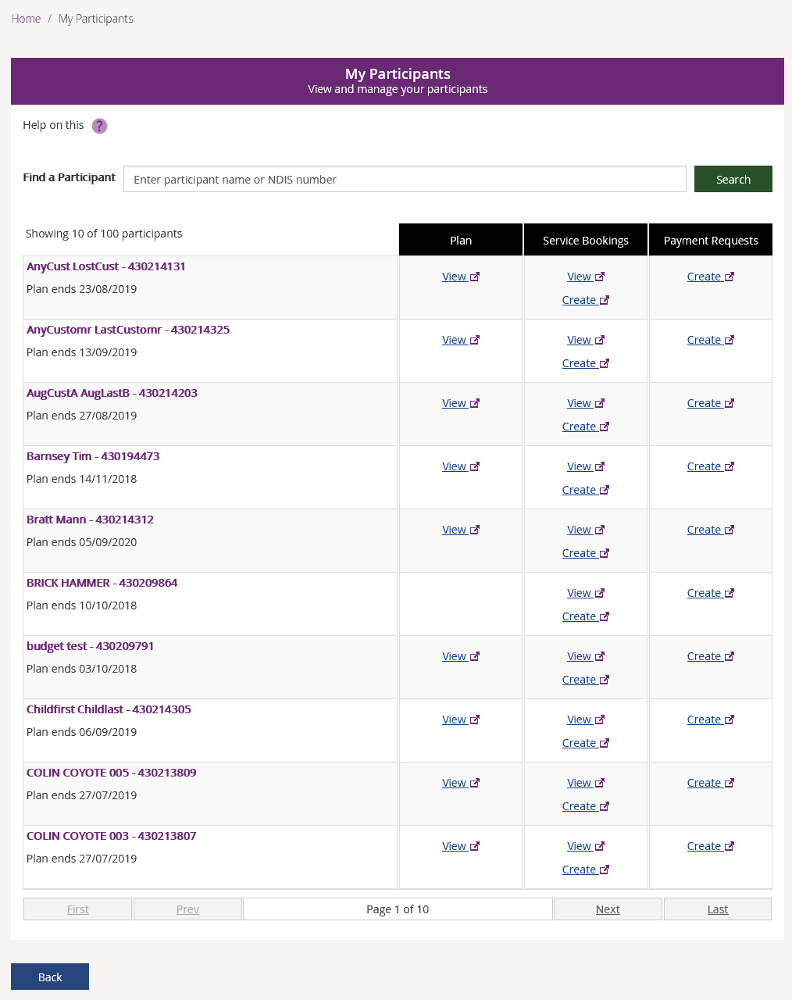 Home / My Participants
My Participants
View and manage your participants
Help on this ?
Find a Participant Enter participant name or NDIS number Search
Showing 10 of 100 participants Plan Service Bookings Payment Requests
AnyCust LostCust - 430214131
View View Create
Plan ends 23/08/2019
Create
AnyCustomr LastCustomr - 430214325
View View Create
Plan ends 13/09/2019
Create
AugCustA AugLastB - 430214203
View View Create
Plan ends 27/08/2019
Create
Barnsey Tim - 430194473
View View Create
Plan ends 14/11/2018
Create
Bratt Mann - 430214312
View View Create
Plan ends 05/09/2020
Create
BRICK HAMMER - 430209864
View Create
Plan ends 10/10/2018
Create
budget test - 430209791
View View Create
Plan ends 03/10/2018
Create
Childfirst Childlast - 430214305
View View Create
Plan ends 06/09/2019
Create
COLIN COYOTE 005 - 430213809
View View Create
Plan ends 27/07/2019
Create
COLIN COYOTE 003 - 430213807
View View Create
Plan ends 27/07/2019
Create
First Prev Page 1 of 10 Next Last
Back